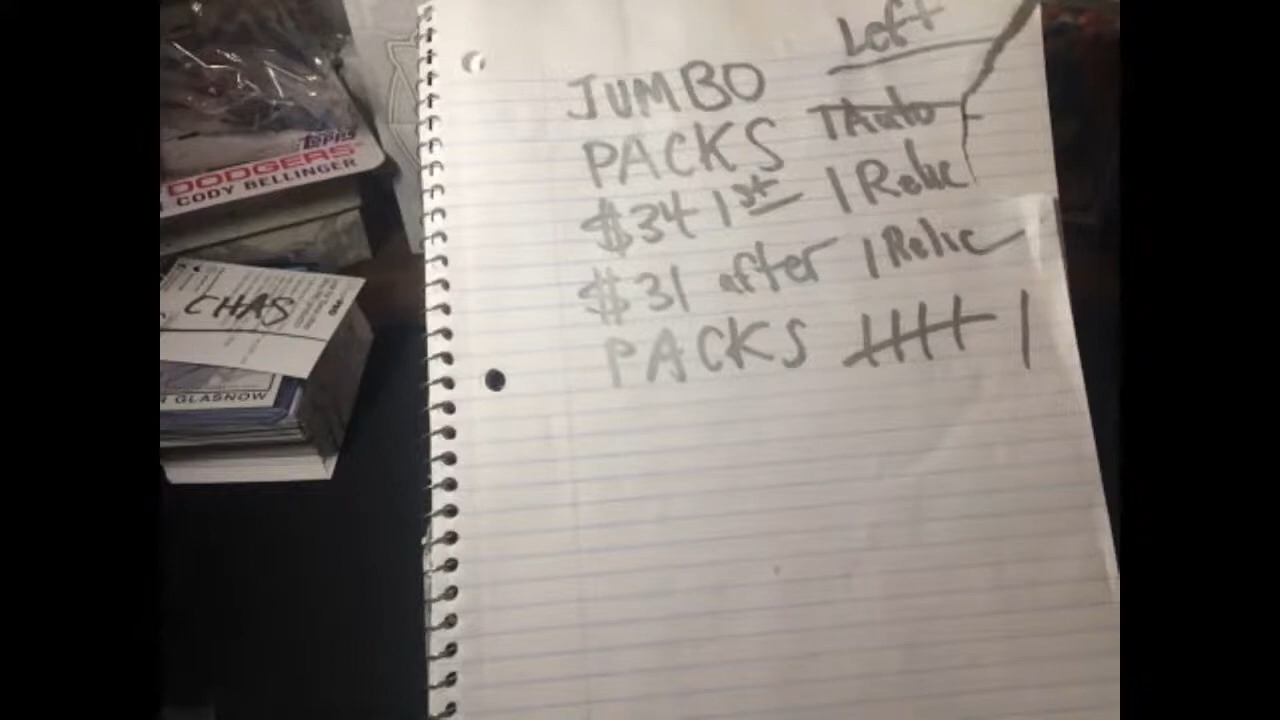 Left
JUMBO
PACKS 1 Auto
$34 1st 1 Relic
$31 after 1 Relic
PACKS
Topps
DODGERS
CODY BELLINGER
CHAS
R GLASNOW